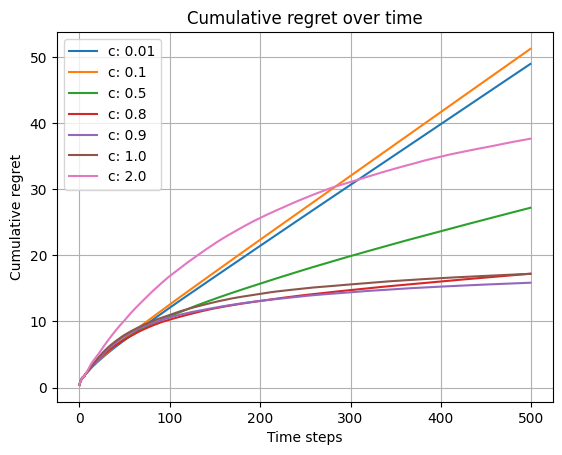 Cumulative regret over time
c: 0.01
c: 0.1
c: 0.5
c: 0.8
c: 0.9
c: 1.0
c: 2.0
Cumulative regret
50
40
30
20
10
0
0 100 200 300 400 500
Time steps